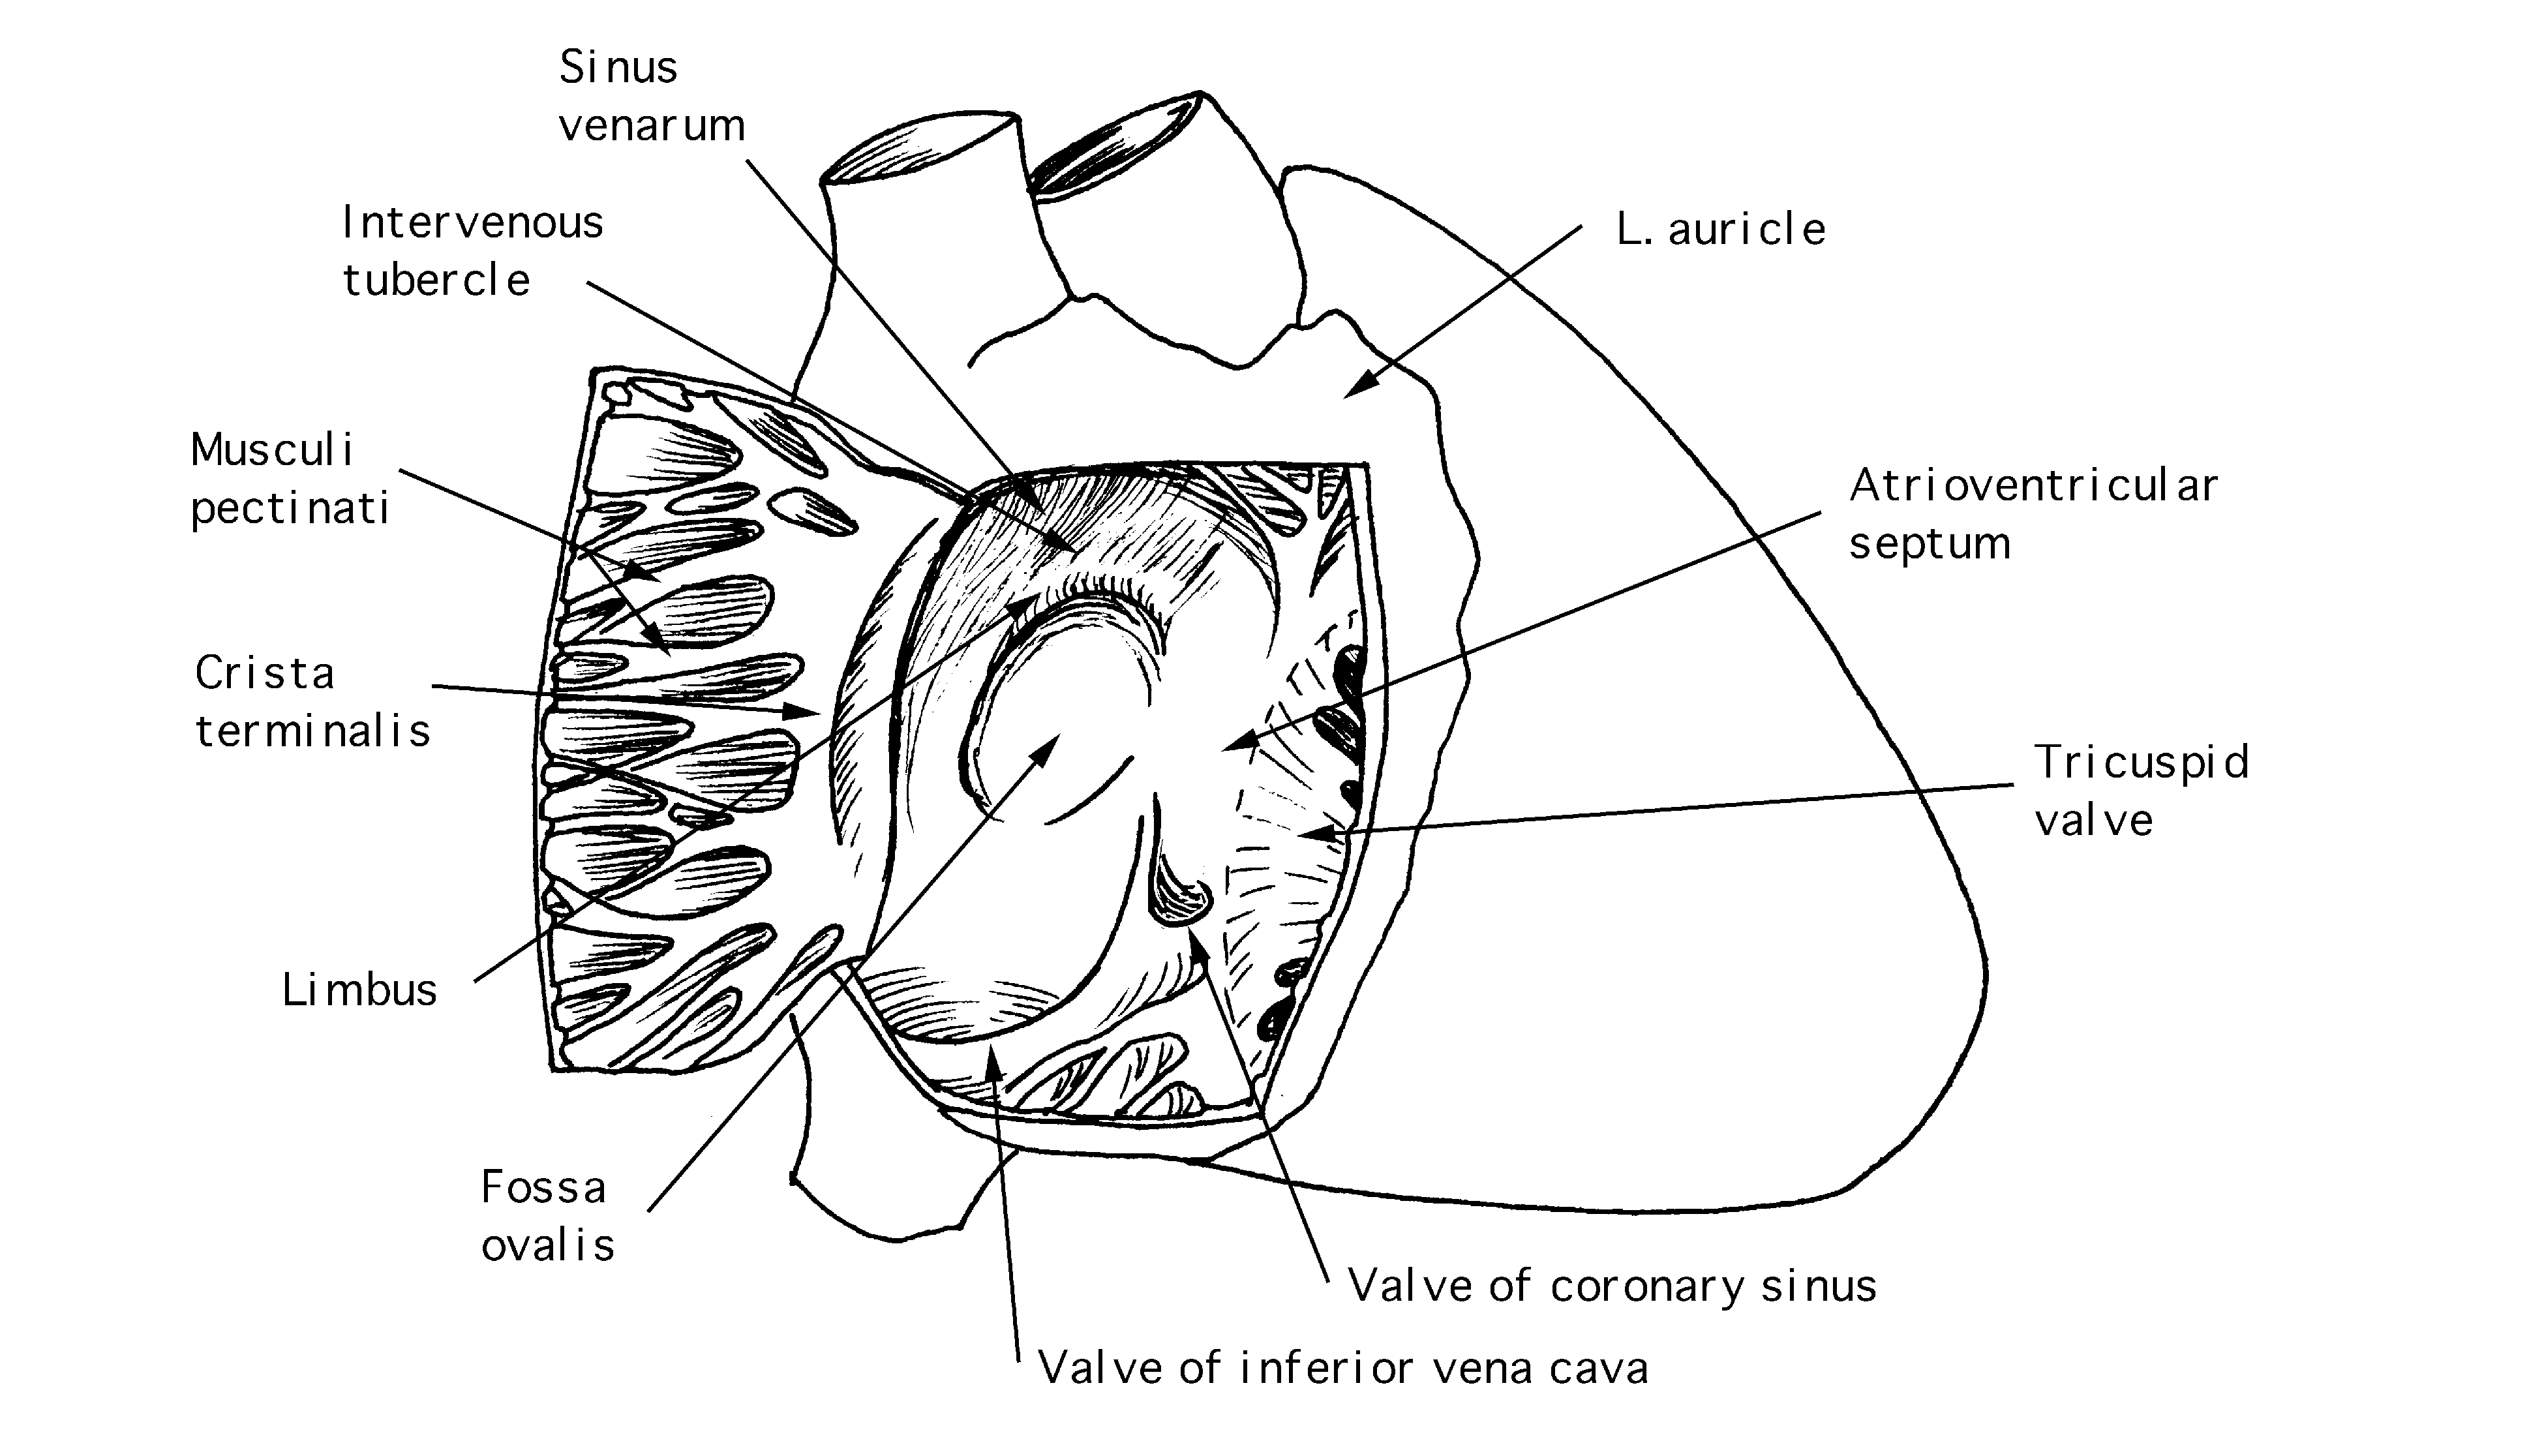 Sinus
venarum
Intervenous
tubercle
L. auricle
Musculi
pectinati
Atrioventricular
septum
Crista
terminalis
Tricuspid
valve
Limbus
Fossa
ovalis
Valve of coronary sinus
Valve of inferior vena cava